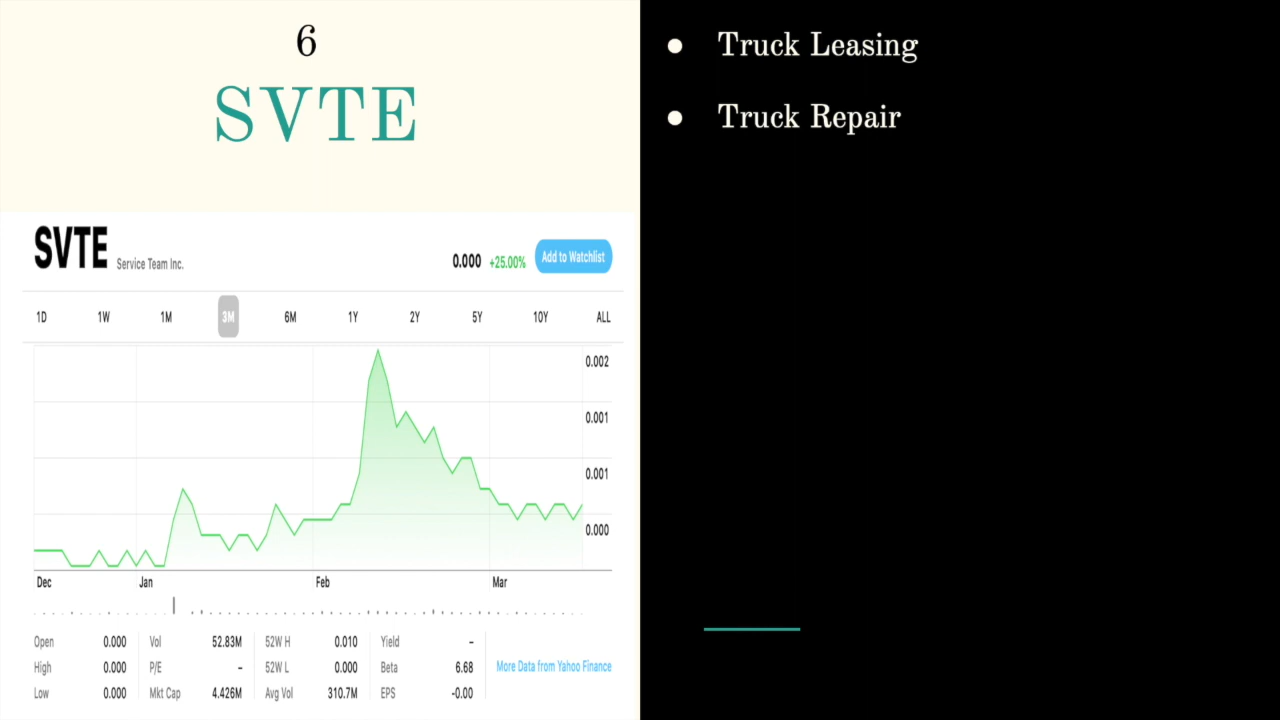 6
SVTE
SVTE Service Team Inc.
0.000 +25.00% Add to Watchlist
1D 1W 1M 3M 6M 1Y 2Y 5Y 10Y ALL
0.002
0.001
0.001
0.000
Dec Jan Feb Mar
Open 0.000 Vol 52.83M 52W H 0.010 Yield –
High 0.000 P/E – 52W L 0.000 Beta 6.68 More Data from Yahoo Finance
Low 0.000 Mkt Cap 4.426M Avg Vol 310.7M EPS -0.00
● Truck Leasing
● Truck Repair